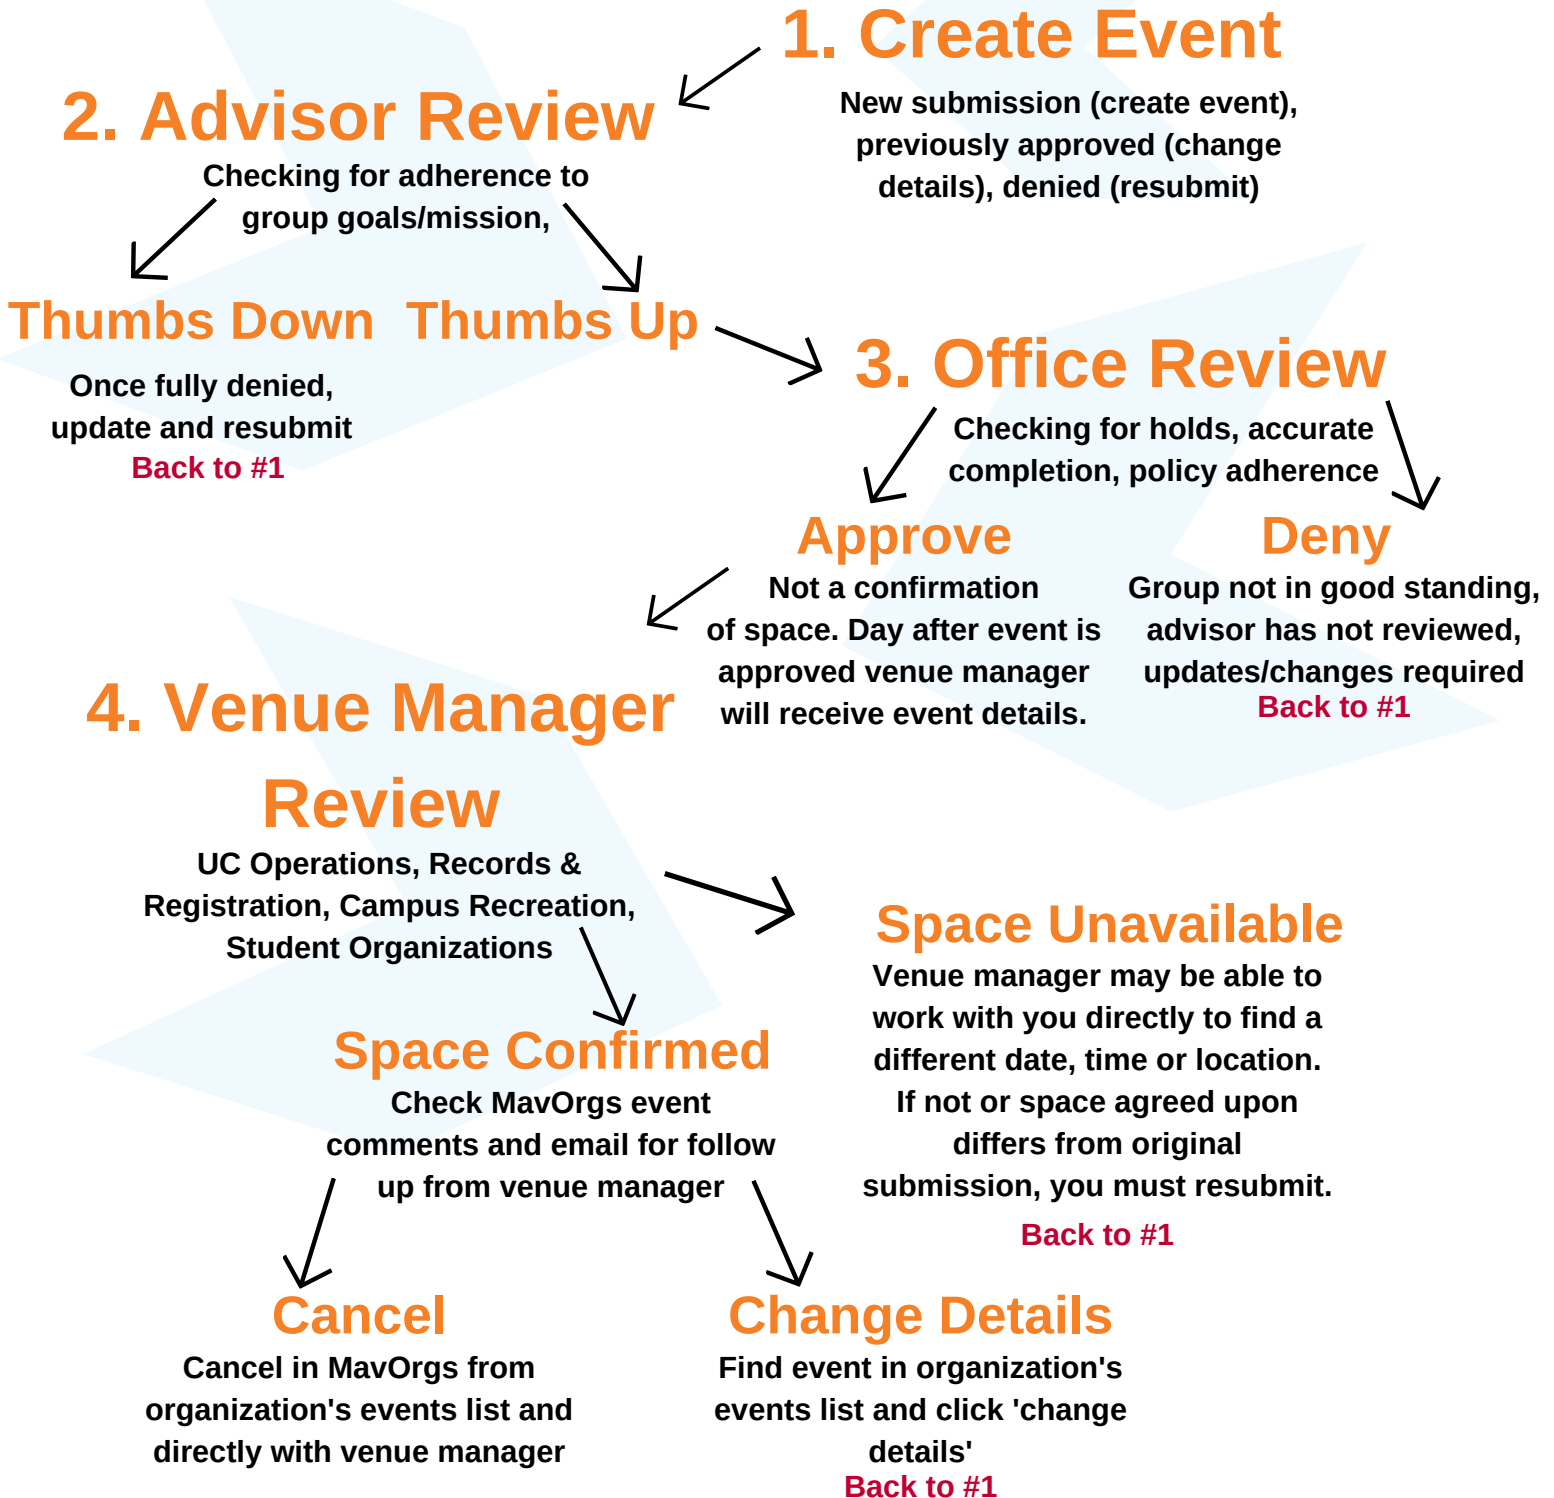 1. Create Event
New submission (create event),
previously approved (change
details), denied (resubmit)
2. Advisor Review
Checking for adherence to
group goals/mission,
Thumbs Down
Once fully denied,
update and resubmit
Back to #1
Thumbs Up
3. Office Review
Checking for holds, accurate
completion, policy adherence
Approve
Not a confirmation
of space. Day after event is
approved venue manager
will receive event details.
Deny
Group not in good standing,
advisor has not reviewed,
updates/changes required
Back to #1
4. Venue Manager
Review
UC Operations, Records &
Registration, Campus Recreation,
Student Organizations
Space Unavailable
Venue manager may be able to
work with you directly to find a
different date, time or location.
If not or space agreed upon
differs from original
submission, you must resubmit.
Back to #1
Space Confirmed
Check MavOrgs event
comments and email for follow
up from venue manager
Cancel
Cancel in MavOrgs from
organization's events list and
directly with venue manager
Change Details
Find event in organization's
events list and click 'change
details'
Back to #1